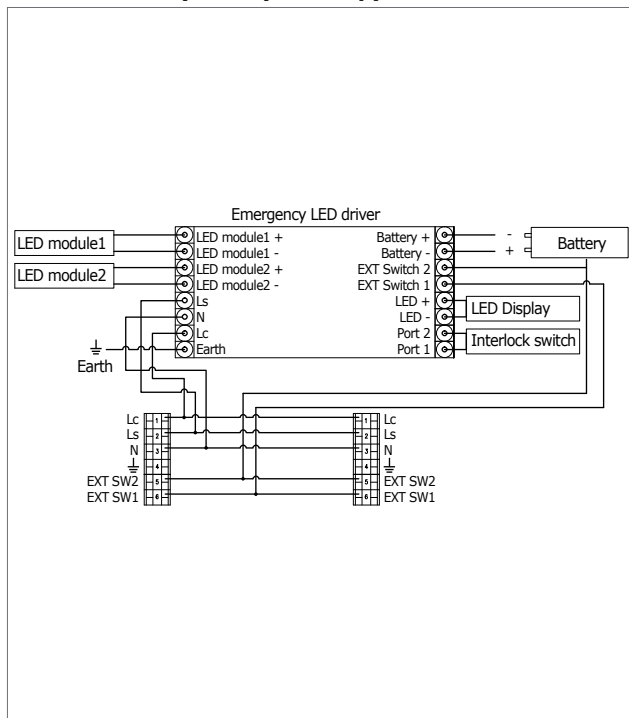 Emergency LED driver
LED module1
LED module2
LED module1 +
LED module1 -
LED module2 +
LED module2 -
Ls
N
Lc
Earth
Earth
Battery +
Battery -
EXT Switch 2
EXT Switch 1
LED +
LED -
Port 2
Port 1
-
+
Battery
LED Display
Interlock switch
Lc
Ls
N
EXT SW2
EXT SW1
1
2
3
4
5
6
1
2
3
4
5
6
Lc
Ls
N
EXT SW2
EXT SW1